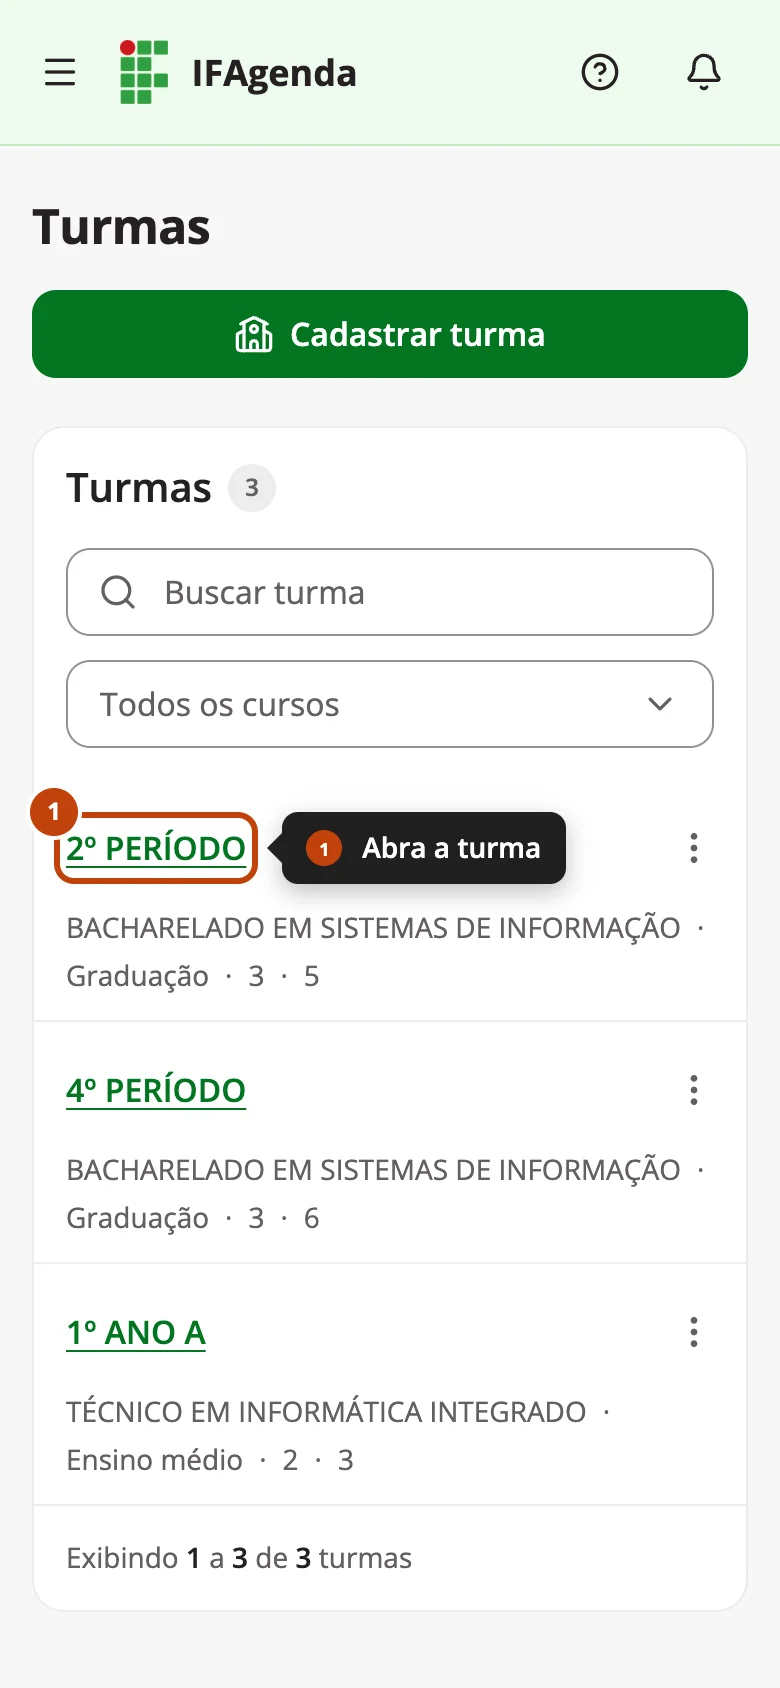 IFAgenda
Turmas
Cadastrar turma
Turmas 3
Buscar turma
Todos os cursos
1
2º PERÍODO
1 Abra a turma
BACHARELADO EM SISTEMAS DE INFORMAÇÃO ·
Graduação · 3 · 5
4º PERÍODO
BACHARELADO EM SISTEMAS DE INFORMAÇÃO ·
Graduação · 3 · 6
1º ANO A
TÉCNICO EM INFORMÁTICA INTEGRADO ·
Ensino médio · 2 · 3
Exibindo 1 a 3 de 3 turmas